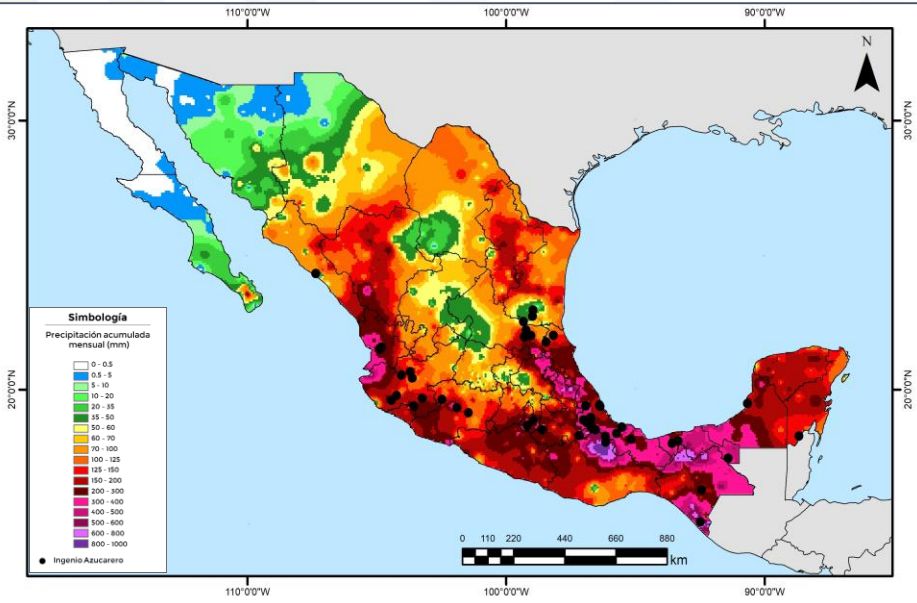 110°0'0"W 100°0'0"W 90°0'0"W
N
30°0'0"N 30°0'0"N
20°0'0"N 20°0'0"N
Simbología
Precipitación acumulada
mensual (mm)
0 - 0.5
0.5 - 5
5 - 10
10 - 20
20 - 35
35 - 50
50 - 60
60 - 70
70 - 100
100 - 125
125 - 150
150 - 200
200 - 300
300 - 400
400 - 500
500 - 600
600 - 800
800 - 1000
Ingenio Azucarero
0 110 220 440 660 880
km
110°0'0"W 100°0'0"W 90°0'0"W